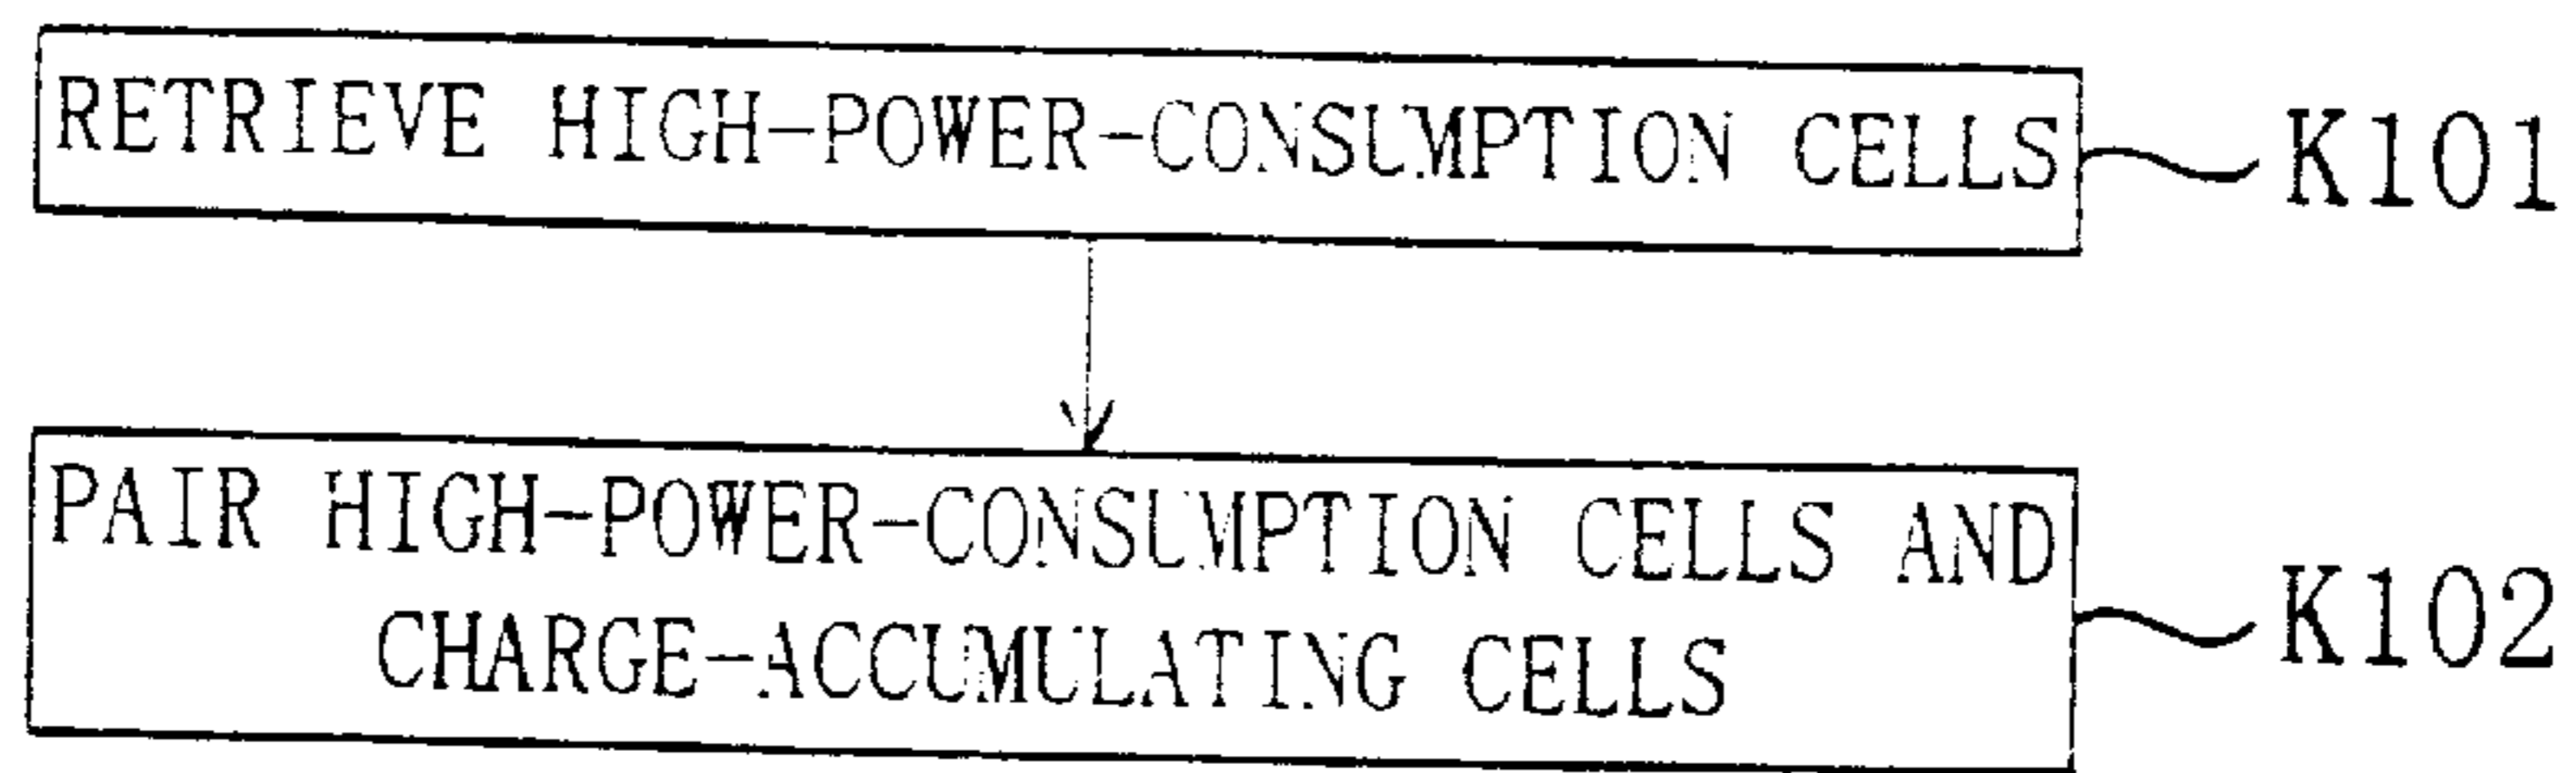 RETRIEVE HIGH-POWER-CONSUMPTION CELLS
K101
PAIR HIGH-POWER-CONSUMPTION CELLS AND
CHARGE-ACCUMULATING CELLS
K102